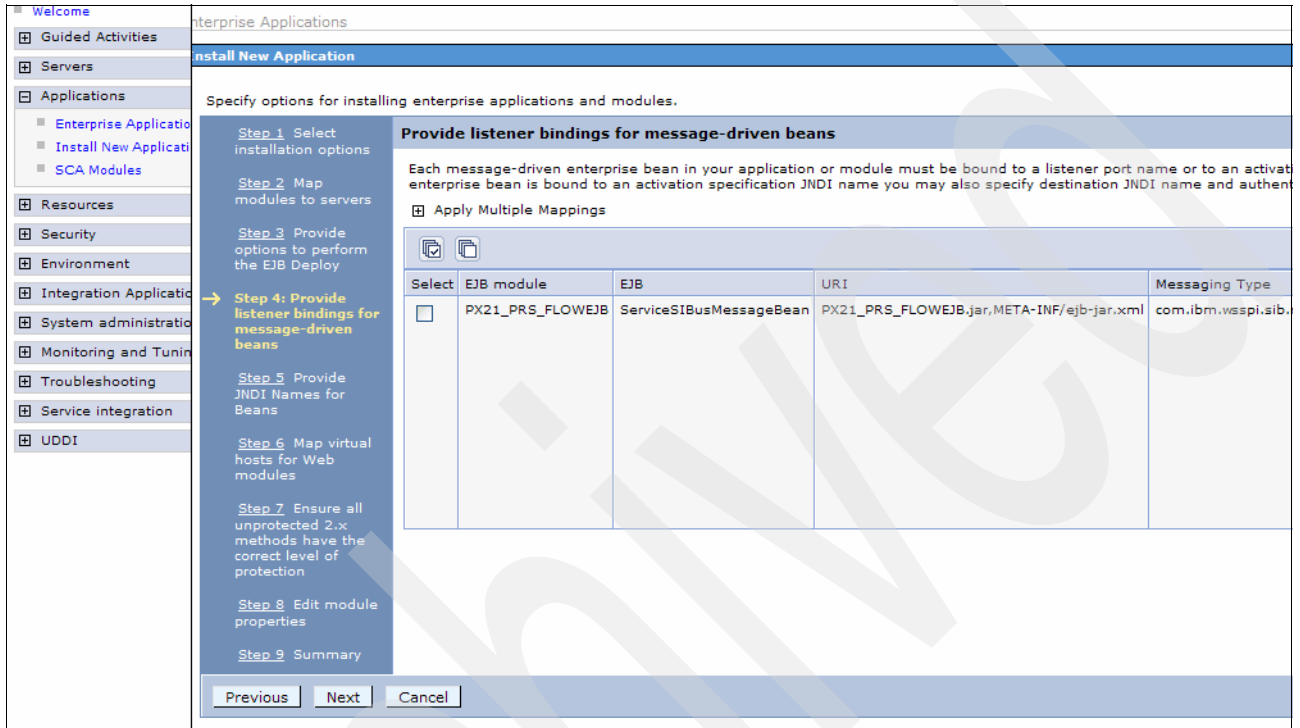 Welcome
Guided Activities
Servers
Applications
Enterprise Applicatio
Install New Applicati
SCA Modules
Resources
Security
Environment
Integration Applicatio
System administratio
Monitoring and Tunin
Troubleshooting
Service integration
UDDI
nterprise Applications
nstall New Application
Specify options for installing enterprise applications and modules.
Step 1 Select
installation options
Step 2 Map
modules to servers
Step 3 Provide
options to perform
the EJB Deploy
Step 4: Provide
listener bindings for
message-driven
beans
Step 5 Provide
JNDI Names for
Beans
Step 6 Map virtual
hosts for Web
modules
Step 7 Ensure all
unprotected 2.x
methods have the
correct level of
protection
Step 8 Edit module
properties
Step 9 Summary
Provide listener bindings for message-driven beans
Each message-driven enterprise bean in your application or module must be bound to a listener port name or to an activati
enterprise bean is bound to an activation specification JNDI name you may also specify destination JNDI name and authent
Apply Multiple Mappings
Select EJB module EJB URI Messaging Type
PX21_PRS_FLOWEJB ServiceSIBusMessageBean PX21_PRS_FLOWEJB.jar,META-INF/ejb-jar.xml com.ibm.wsspi.sib.
Previous Next Cancel